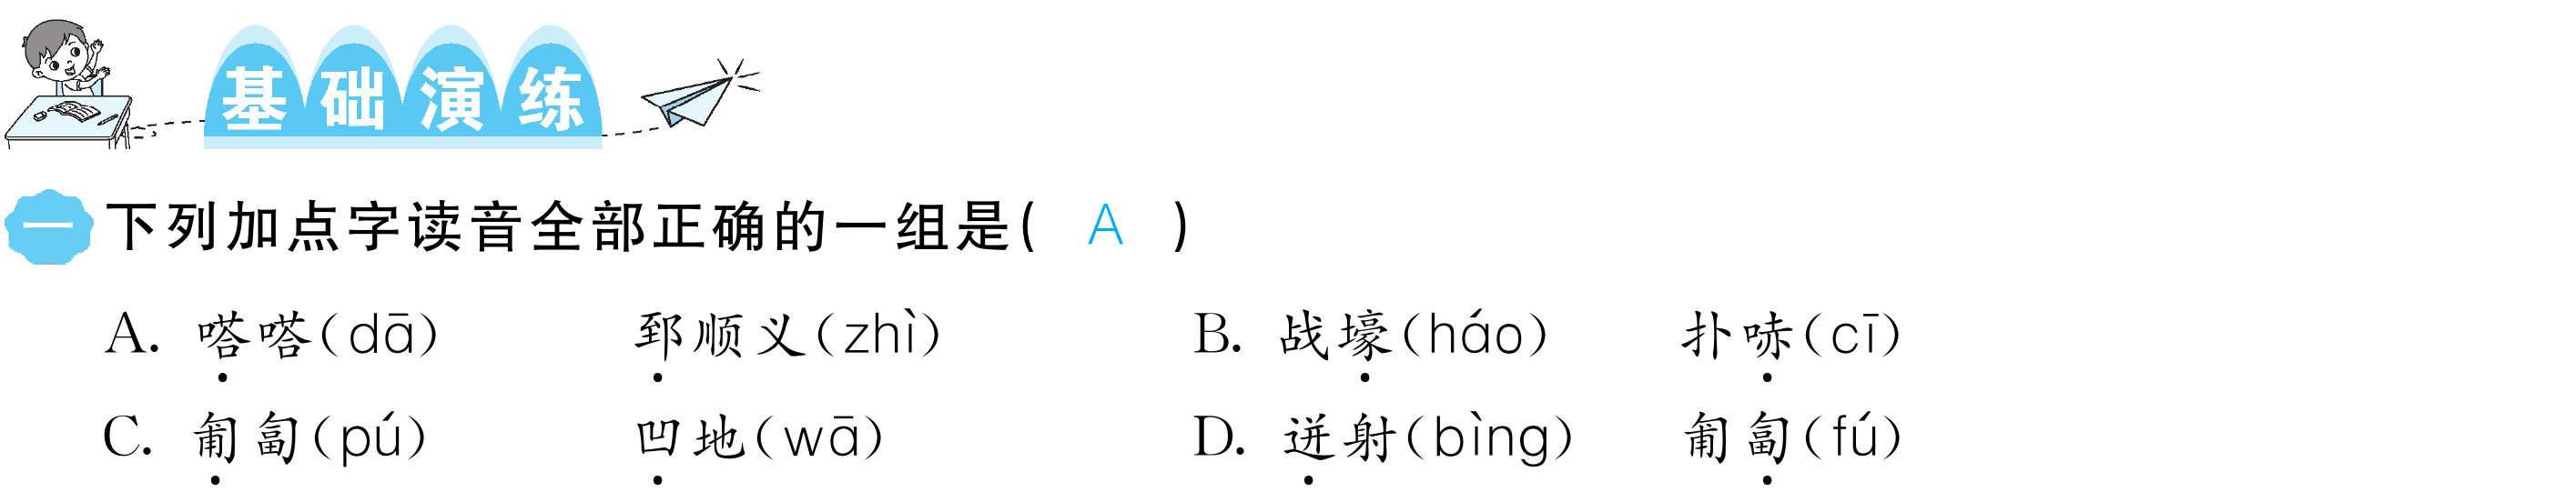 基础演练
一 下列加点字读音全部正确的一组是( A )
A. 嗒嗒(dā) 郅顺义(zhì) B. 战壕(háo) 扑哧(cī)
C. 匍匐(pú) 凹地(wā) D. 迸射(bìng) 匍匐(fú)